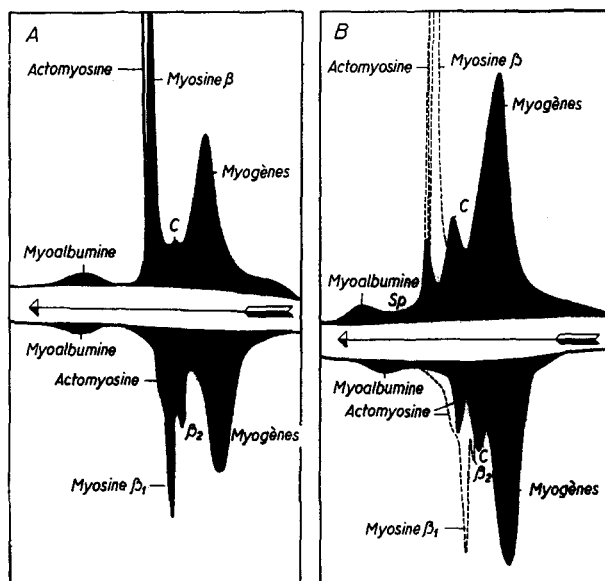 A
Actomyosine
Myosine β
Myogènes
C
Myoalbumine
Myoalbumine
Actomyosine
β2
Myogènes
Myosine β1
B
Actomyosine
Myosine β
Myogènes
C
Myoalbumine
Sp
Myoalbumine
Actomyosine
C
β2
Myogènes
Myosine β1